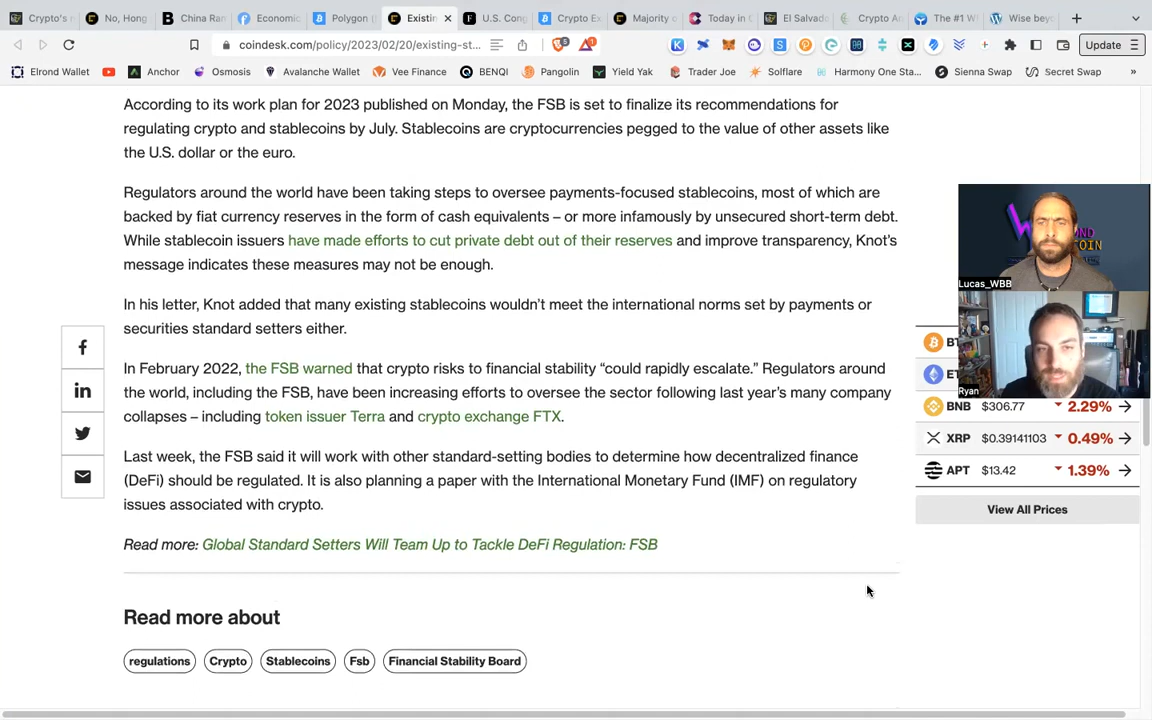 Crypto's r
No, Hong
China Ran
Economic
Polygon (
Existin
U.S. Cong
Crypto Ex
Majority o
Today in C
El Salvado
Crypto An
The #1 W
Wise beyo
coindesk.com/policy/2023/02/20/existing-st...
Update
Elrond Wallet
Anchor
Osmosis
Avalanche Wallet
Vee Finance
BENQI
Pangolin
Yield Yak
Trader Joe
Solflare
Harmony One Sta...
Sienna Swap
Secret Swap
According to its work plan for 2023 published on Monday, the FSB is set to finalize its recommendations for
regulating crypto and stablecoins by July. Stablecoins are cryptocurrencies pegged to the value of other assets like
the U.S. dollar or the euro.
Regulators around the world have been taking steps to oversee payments-focused stablecoins, most of which are
backed by fiat currency reserves in the form of cash equivalents – or more infamously by unsecured short-term debt.
While stablecoin issuers have made efforts to cut private debt out of their reserves and improve transparency, Knot's
message indicates these measures may not be enough.
In his letter, Knot added that many existing stablecoins wouldn't meet the international norms set by payments or
securities standard setters either.
In February 2022, the FSB warned that crypto risks to financial stability “could rapidly escalate.” Regulators around
the world, including the FSB, have been increasing efforts to oversee the sector following last year's many company
collapses – including token issuer Terra and crypto exchange FTX.
Last week, the FSB said it will work with other standard-setting bodies to determine how decentralized finance
(DeFi) should be regulated. It is also planning a paper with the International Monetary Fund (IMF) on regulatory
issues associated with crypto.
Read more: Global Standard Setters Will Team Up to Tackle DeFi Regulation: FSB
Read more about
regulations
Crypto
Stablecoins
Fsb
Financial Stability Board
Lucas_WBB
Ryan
BNB $306.77 2.29%
XRP $0.39141103 0.49%
APT $13.42 1.39%
View All Prices